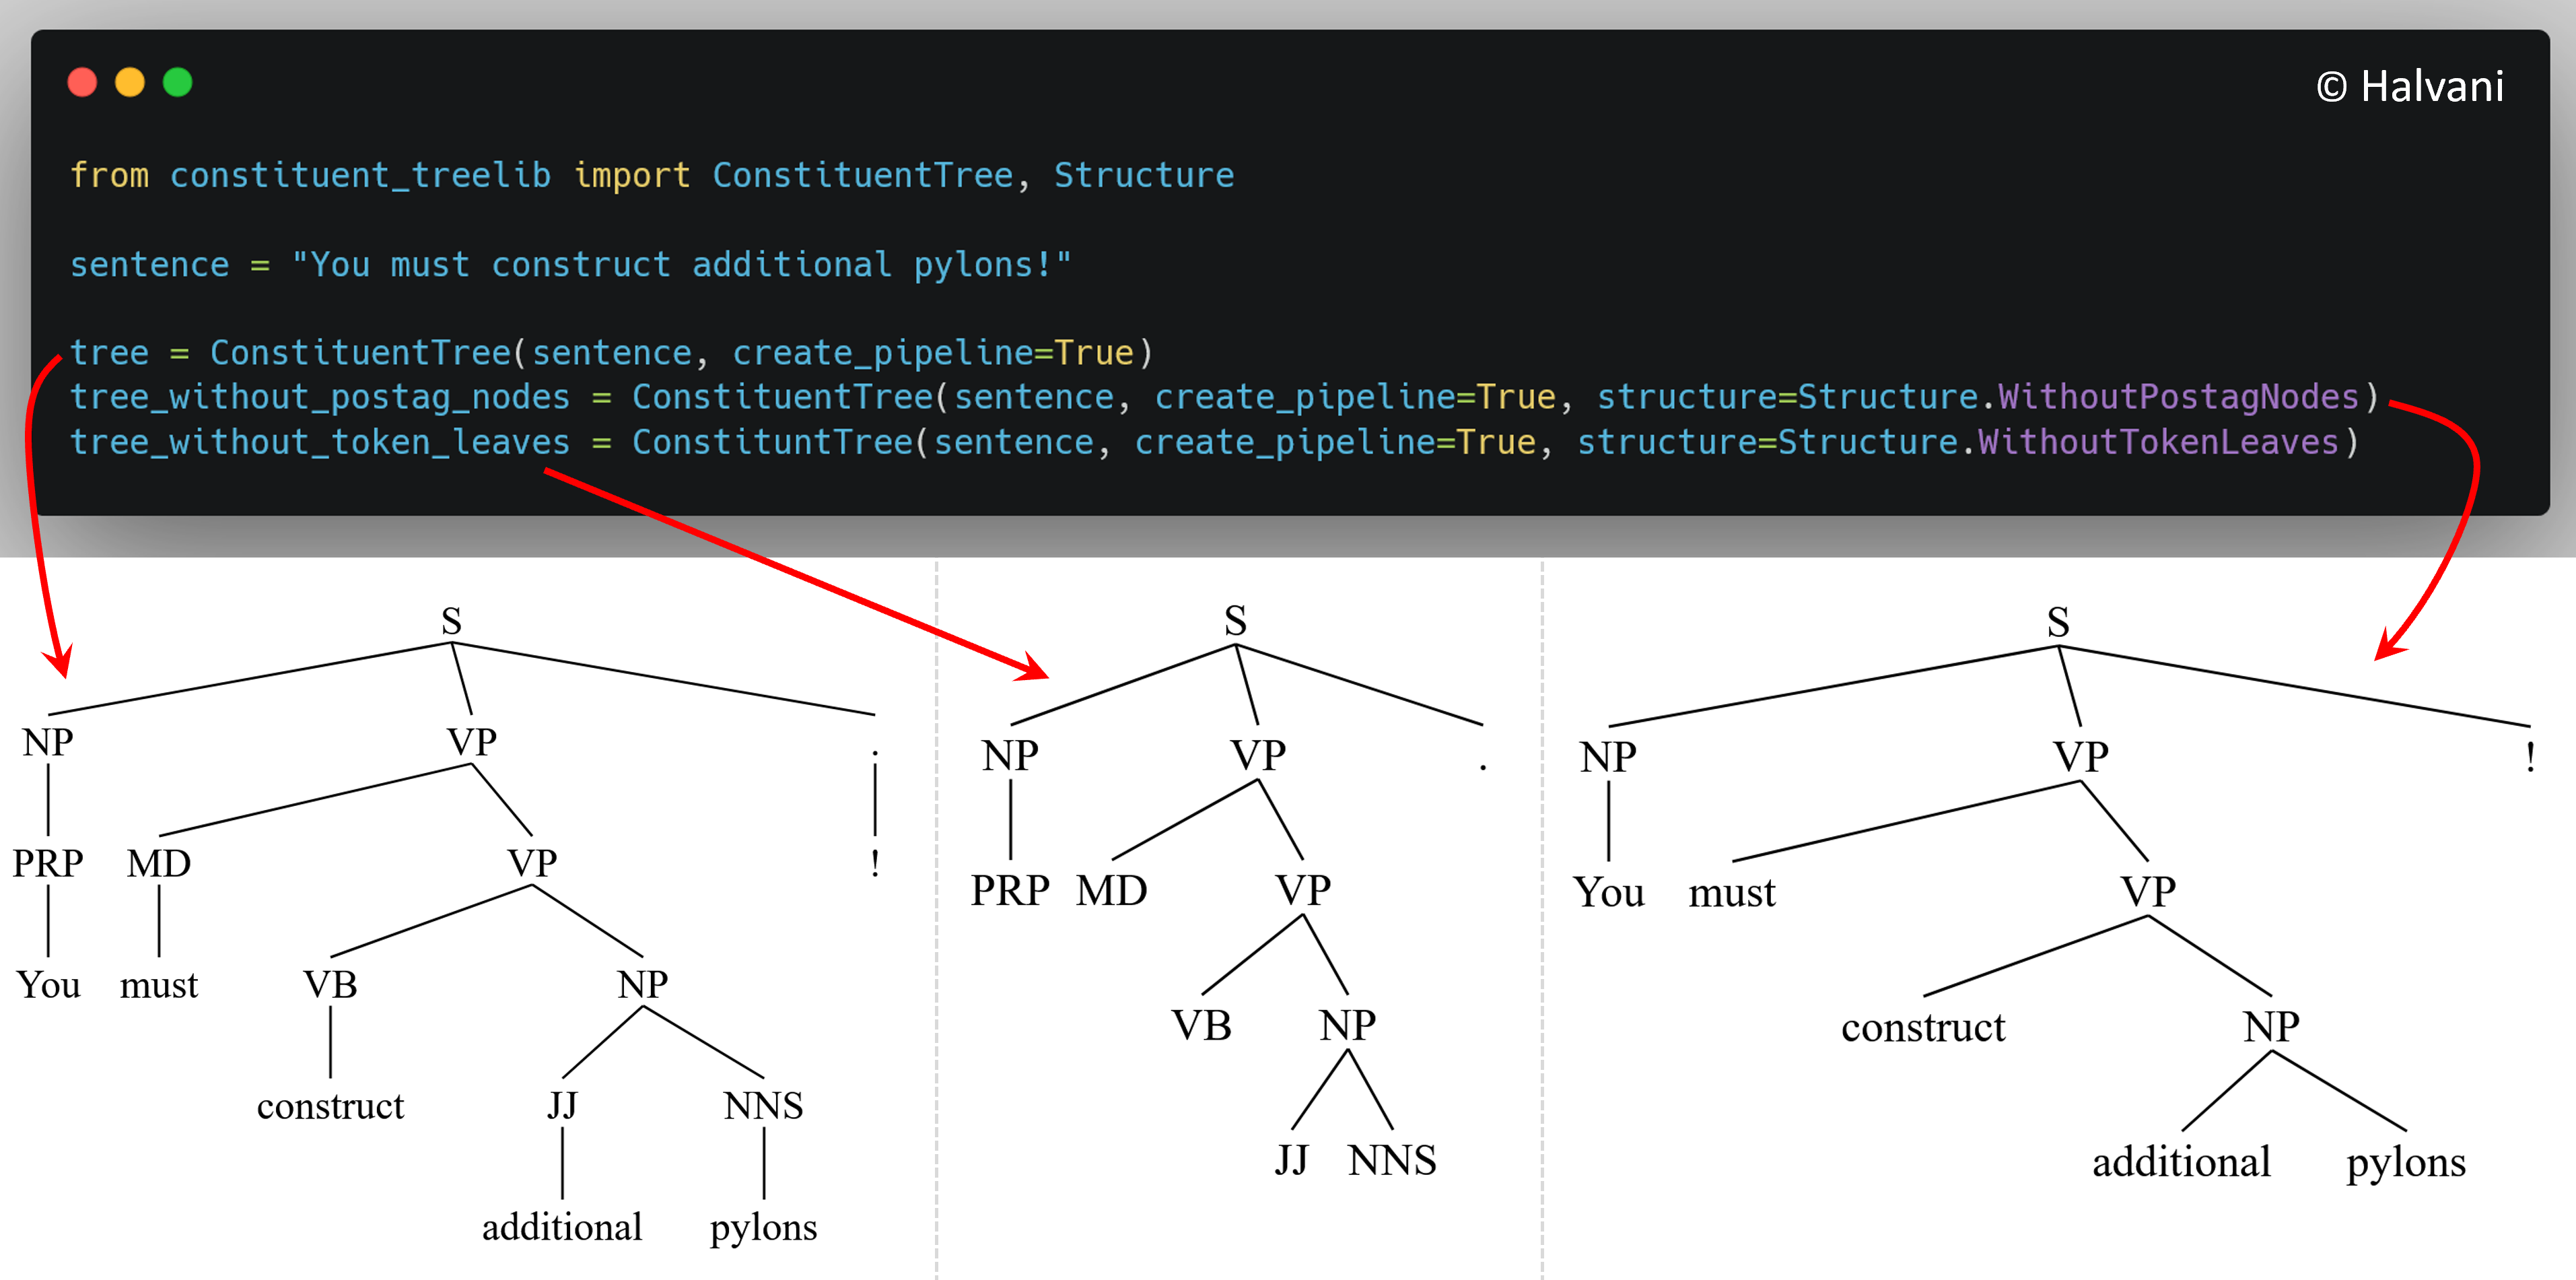 © Halvani
from constituent_treelib import ConstituentTree, Structure
sentence = "You must construct additional pylons!"
tree = ConstituentTree(sentence, create_pipeline=True)
tree_without_postag_nodes = ConstituentTree(sentence, create_pipeline=True, structure=Structure.WithoutPostagNodes)
tree_without_token_leaves = ConstituntTree(sentence, create_pipeline=True, structure=Structure.WithoutTokenLeaves)
S
NP VP .
PRP MD VP !
You must VB NP
construct JJ NNS
additional pylons
S
NP VP .
PRP MD VP
VB NP
JJ NNS
S
NP VP !
You must VP
construct NP
additional pylons